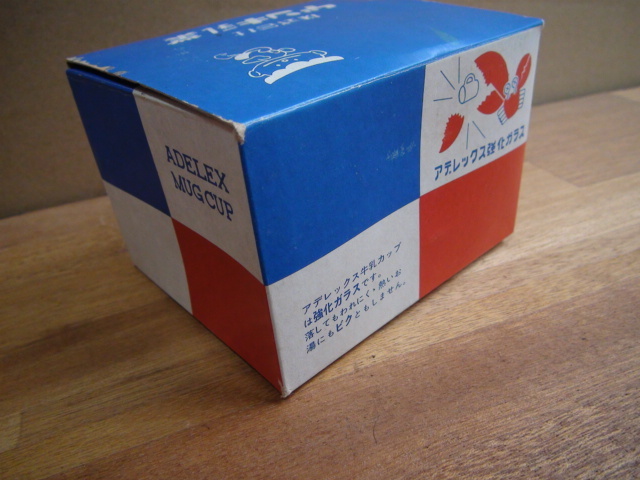 ADELEX
MUG CUP
アデレックス強化ガラス
アデレックス牛乳カップ
は強化ガラスです。
落してもわれにく・熱いお
湯にもビクともしません。